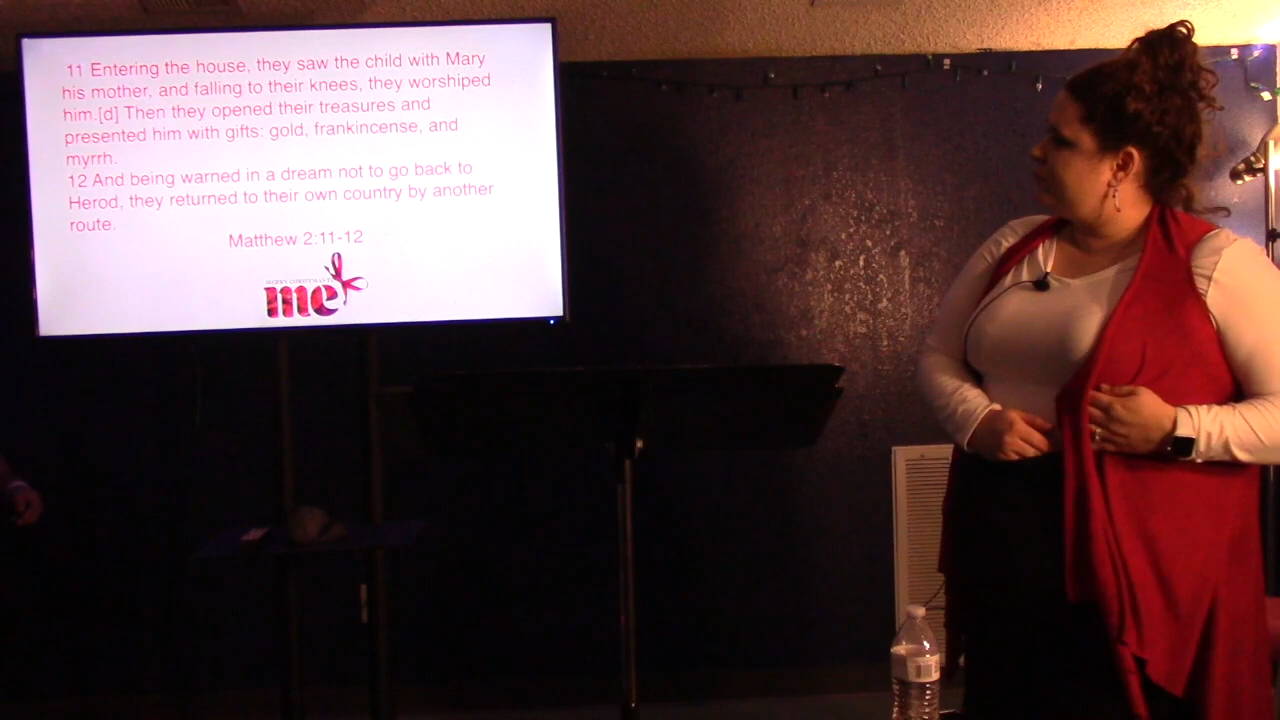 11 Entering the house, they saw the child with Mary
his mother, and falling to their knees, they worshiped
him.[d] Then they opened their treasures and
presented him with gifts: gold, frankincense, and
myrrh.
12 And being warned in a dream not to go back to
Herod, they returned to their own country by another
route.
Matthew 2:11-12
MERRY CHRISTMAS TO
me